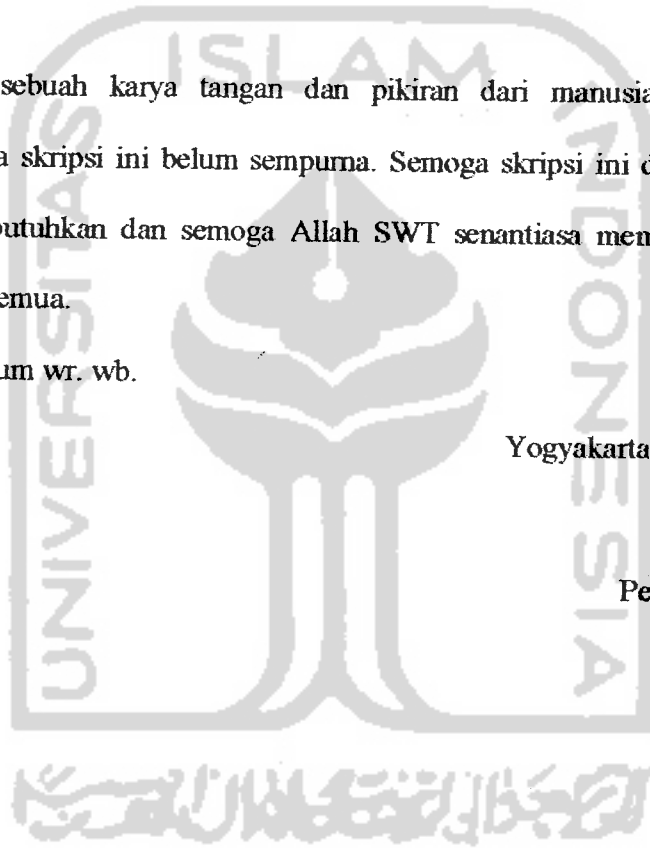 sebuah karya tangan dan pikiran dari manusia
a skripsi ini belum sempurna. Semoga skripsi ini d
butuhkan dan semoga Allah SWT senantiasa mem
emua.
um wr. wb.
Yogyakarta
Pe
UNIVERSITAS
ISLAM
INDONESIA